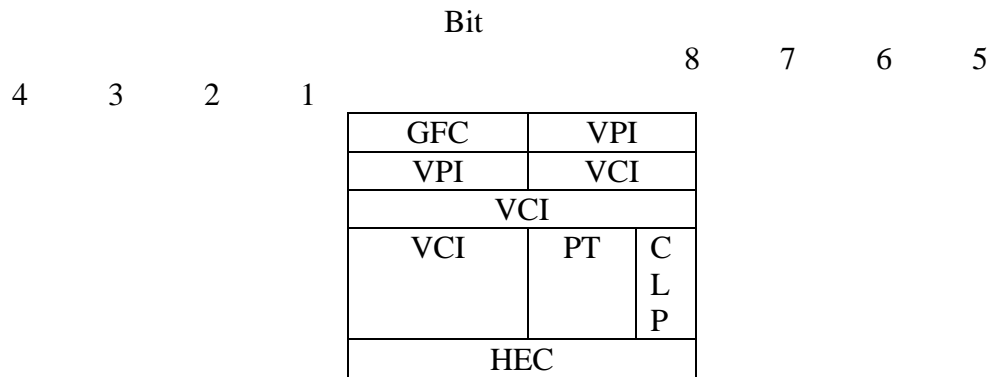 Bit
8 7 6 5
4 3 2 1
GFC VPI
VPI VCI
VCI
VCI PT C
L
P
HEC